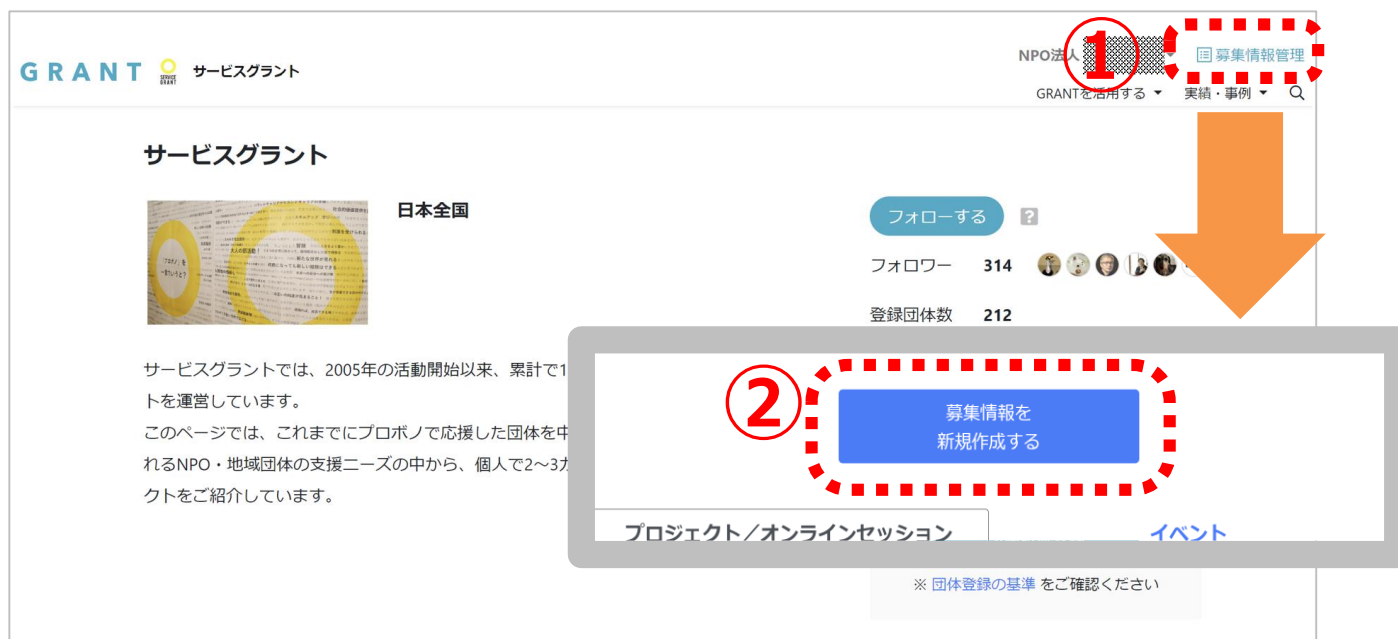 ①
NPO法人
募集情報管理
GRANT
SERVICE GRANT
サービスグラント
GRANTを活用する
実績・事例
サービスグラント
日本全国
「プロボノ」を
フォローする
?
フォロワー 314
登録団体数 212
サービスグラントでは、2005年の活動開始以来、累計で1
トを運営しています。
このページでは、これまでにプロボノで応援した団体を中
れるNPO・地域団体の支援ニーズの中から、個人で2～3カ
クトをご紹介しています。
②
募集情報を
新規作成する
プロジェクト／オンラインセッション
イベント
※ 団体登録の基準 をご確認ください